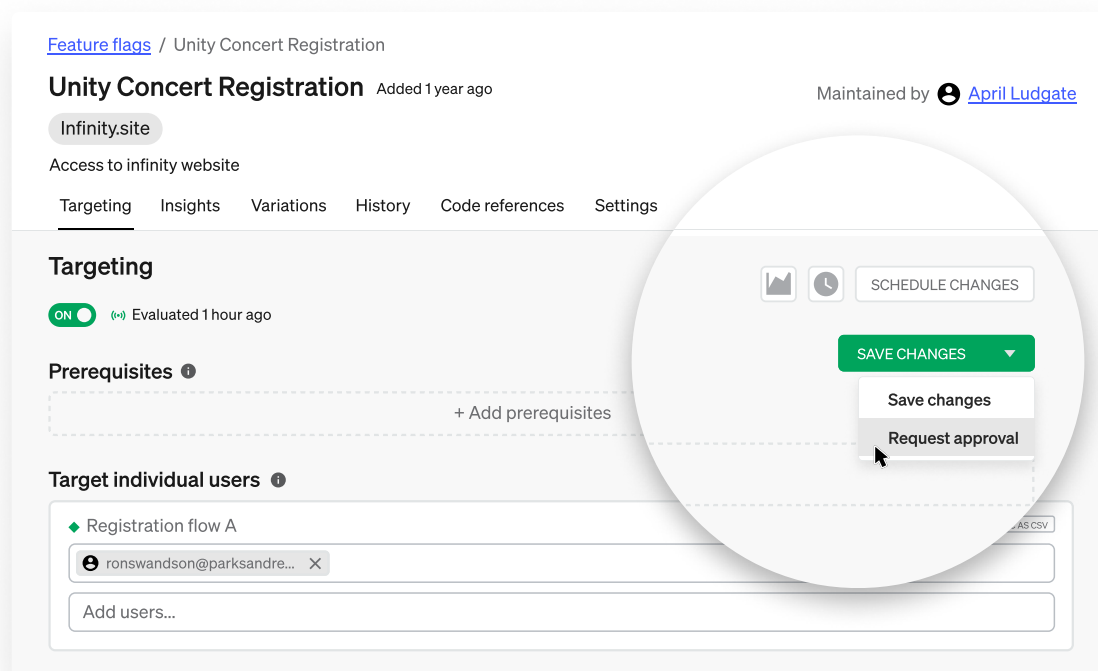 Feature flags / Unity Concert Registration
Unity Concert Registration Added 1 year ago
Maintained by April Ludgate
Infinity.site
Access to infinity website
Targeting Insights Variations History Code references Settings
Targeting
SCHEDULE CHANGES
ON Evaluated 1 hour ago
SAVE CHANGES
Prerequisites
Save changes
+ Add prerequisites
Request approval
Target individual users
Registration flow A
AS CSV
ronswandson@parksandre...
Add users...